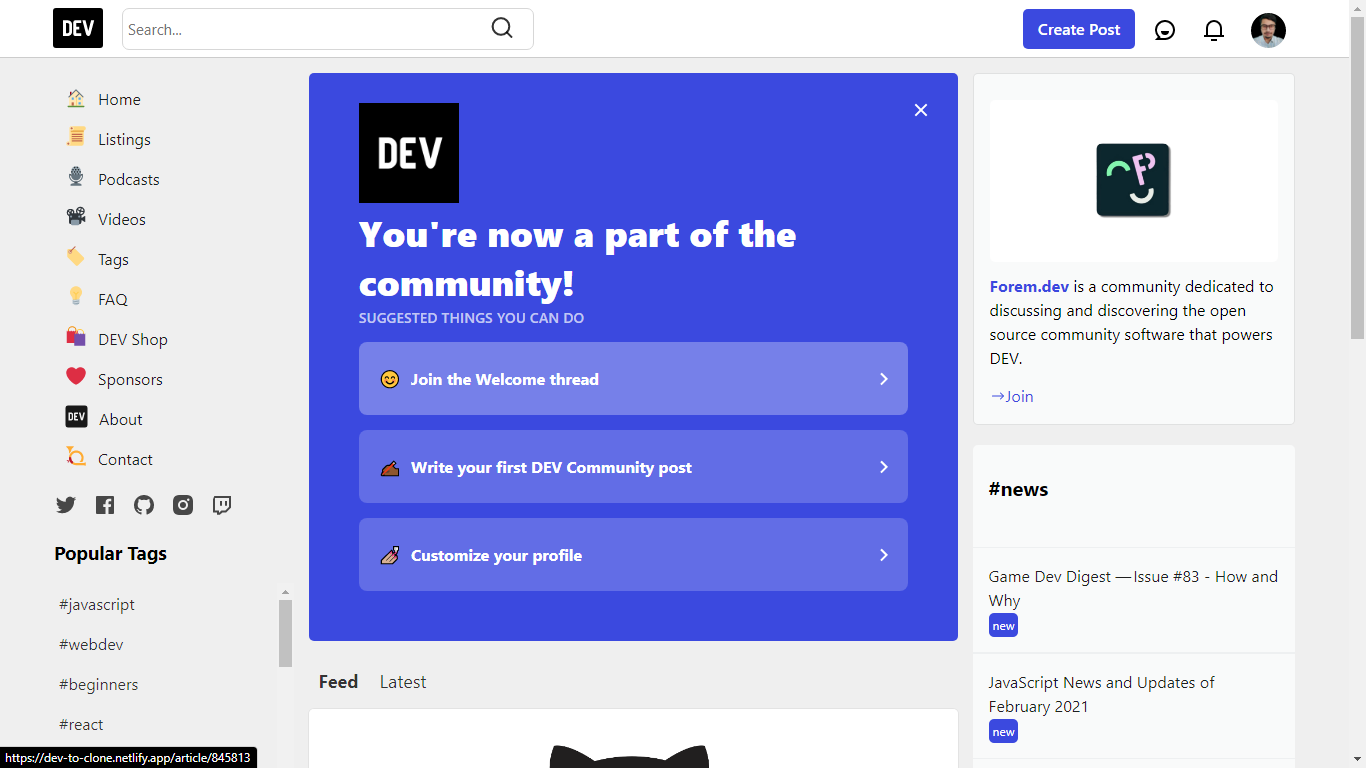 DEV
Search...
Create Post
Home
Listings
Podcasts
Videos
Tags
FAQ
DEV Shop
Sponsors
DEV
About
Contact
Popular Tags
#javascript
#webdev
#beginners
#react
https://dev-to-clone.netlify.app/article/845813
DEV
You're now a part of the
community!
SUGGESTED THINGS YOU CAN DO
Join the Welcome thread
Write your first DEV Community post
Customize your profile
Feed
Latest
Forem.dev is a community dedicated to
discussing and discovering the open
source community software that powers
DEV.
→Join
#news
Game Dev Digest — Issue #83 - How and
Why
new
JavaScript News and Updates of
February 2021
new